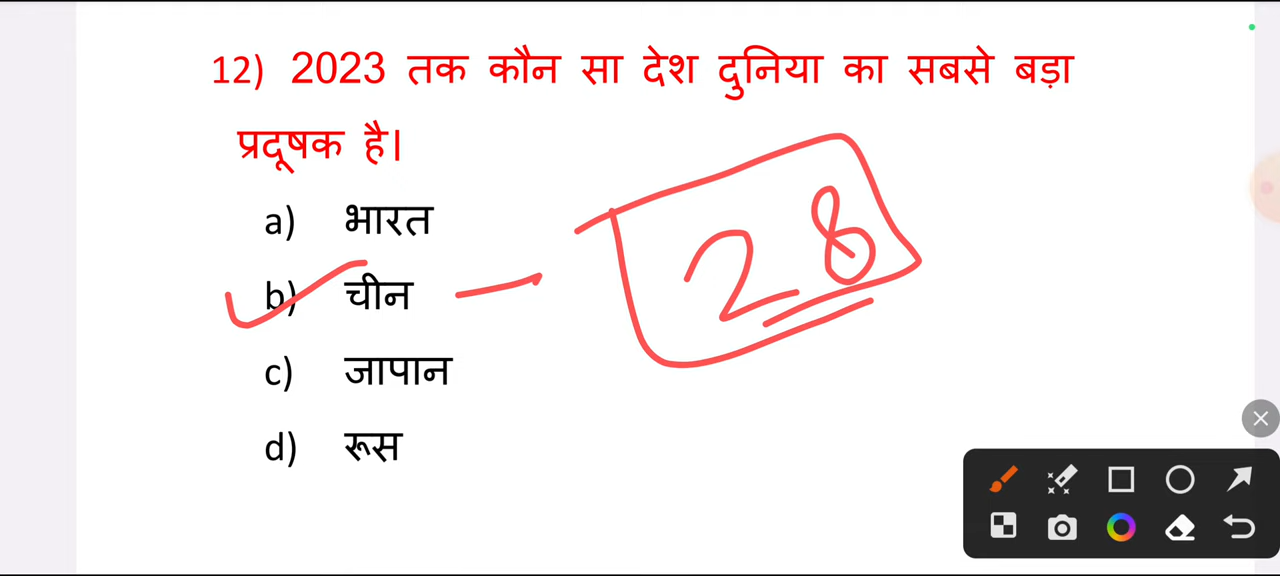 12) 2023 तक कौन सा देश दुनिया का सबसे बड़ा
प्रदूषक है।
a) भारत
b) चीन - 28
c) जापान
d) रूस